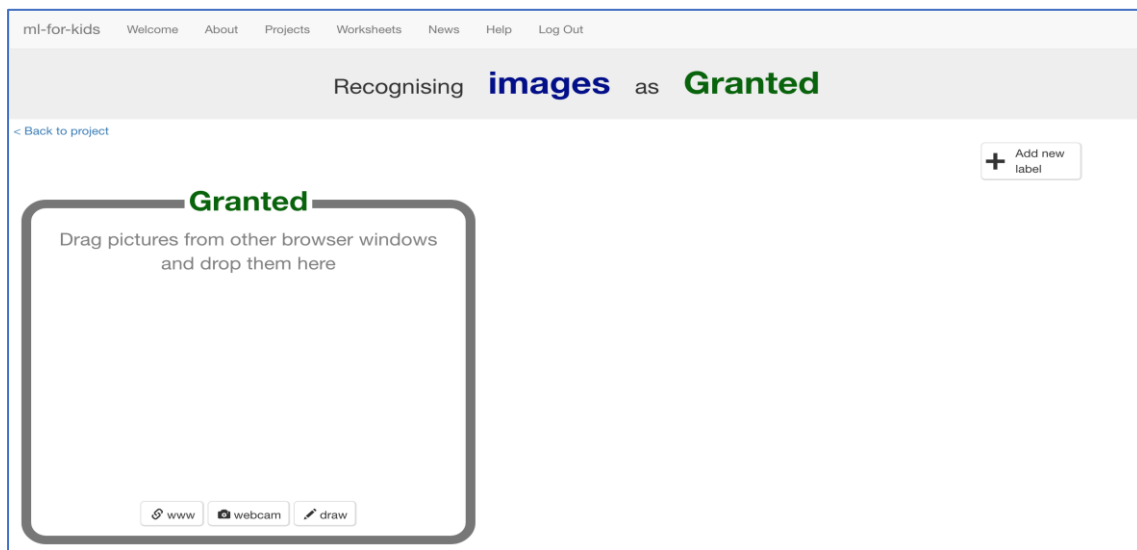 ml-for-kids Welcome About Projects Worksheets News Help Log Out
Recognising images as Granted
< Back to project
Add new
label
Granted
Drag pictures from other browser windows
and drop them here
www webcam draw